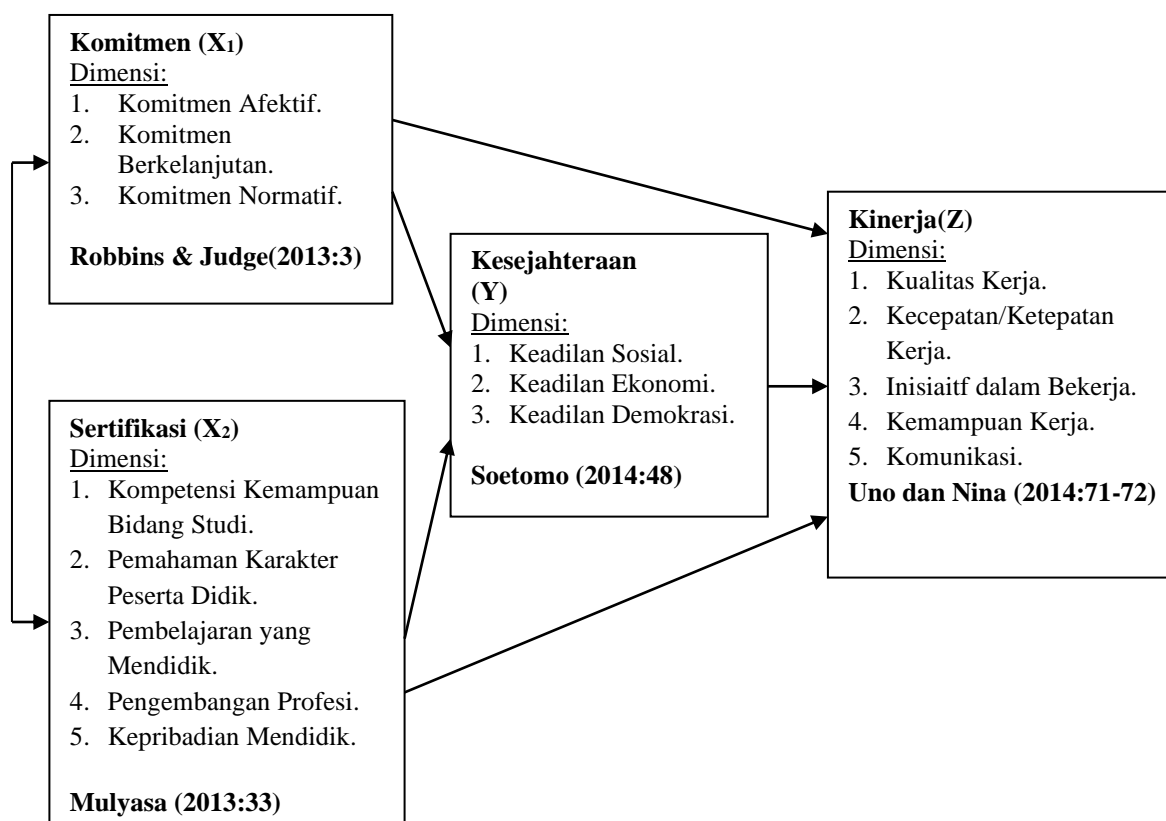 Komitmen (X₁)
Dimensi:
1. Komitmen Afektif.
2. Komitmen
Berkelanjutan.
3. Komitmen Normatif.
Robbins & Judge(2013:3)
Sertifikasi (X₂)
Dimensi:
1. Kompetensi Kemampuan
Bidang Studi.
2. Pemahaman Karakter
Peserta Didik.
3. Pembelajaran yang
Mendidik.
4. Pengembangan Profesi.
5. Kepribadian Mendidik.
Mulyasa (2013:33)
Kesejahteraan
(Y)
Dimensi:
1. Keadilan Sosial.
2. Keadilan Ekonomi.
3. Keadilan Demokrasi.
Soetomo (2014:48)
Kinerja(Z)
Dimensi:
1. Kualitas Kerja.
2. Kecepatan/Ketepatan
Kerja.
3. Inisiaitf dalam Bekerja.
4. Kemampuan Kerja.
5. Komunikasi.
Uno dan Nina (2014:71-72)